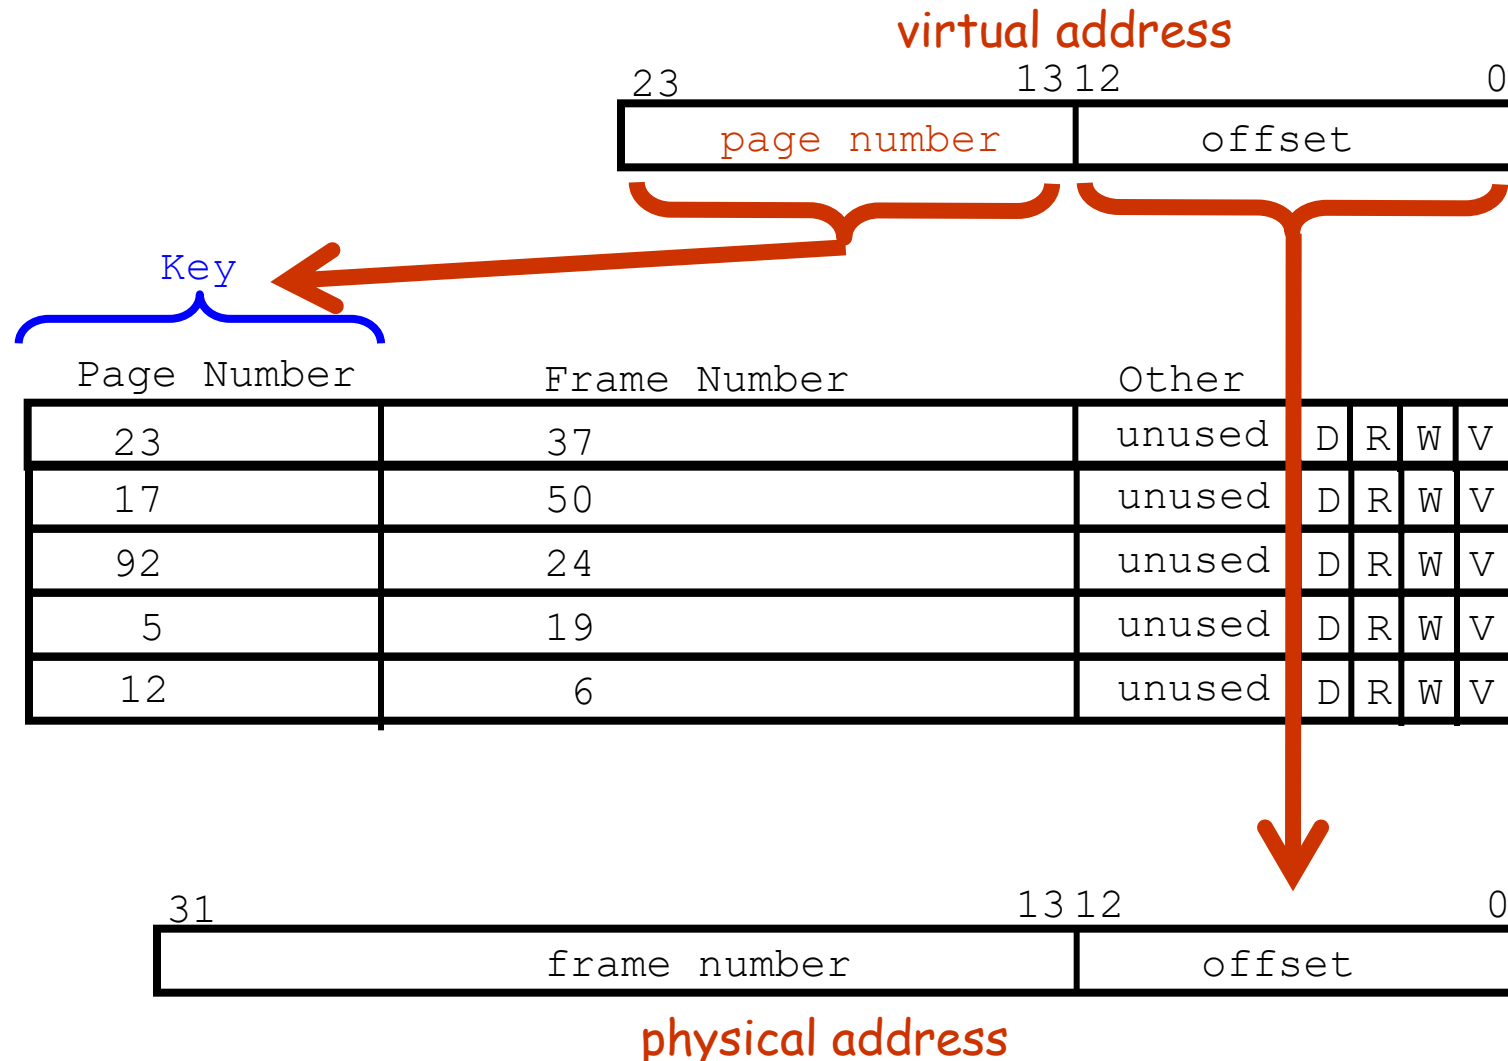 virtual address
23 13 12 0
page number offset
Key
Page Number Frame Number Other
23 37 unused D R W V
17 50 unused D R W V
92 24 unused D R W V
5 19 unused D R W V
12 6 unused D R W V
31 13 12 0
frame number offset
physical address